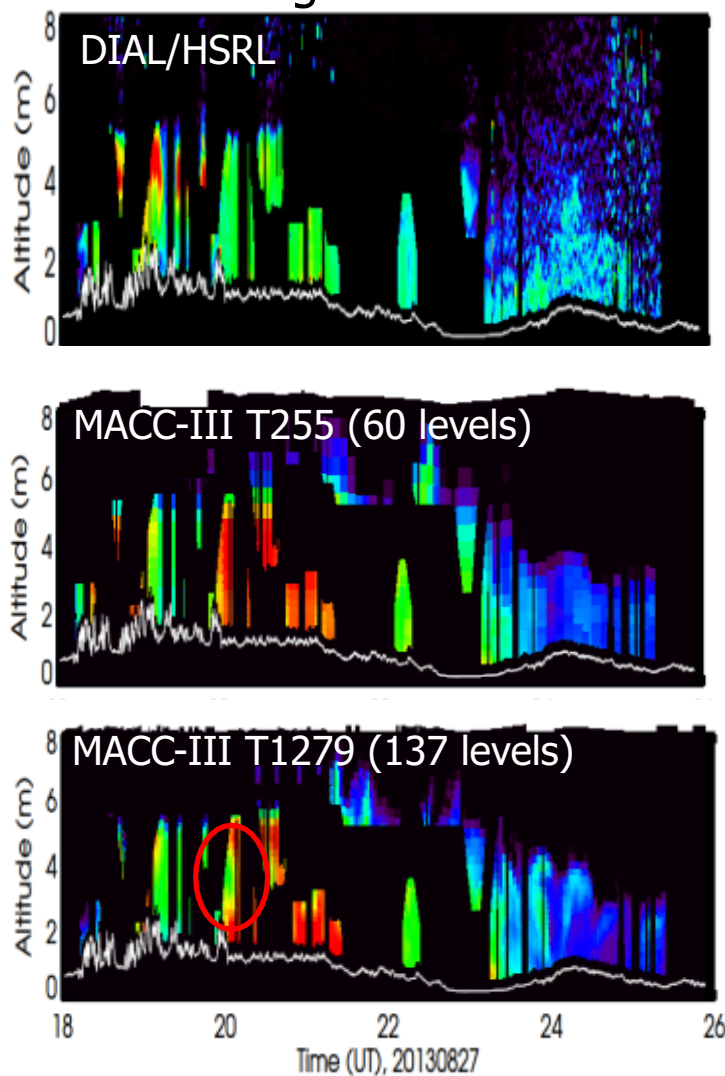 DIAL/HSRL
Altitude (m)
8
6
4
2
0
MACC-III T255 (60 levels)
Altitude (m)
8
6
4
2
0
MACC-III T1279 (137 levels)
Altitude (m)
8
6
4
2
0
18 20 22 24 26
Time (UT), 20130827